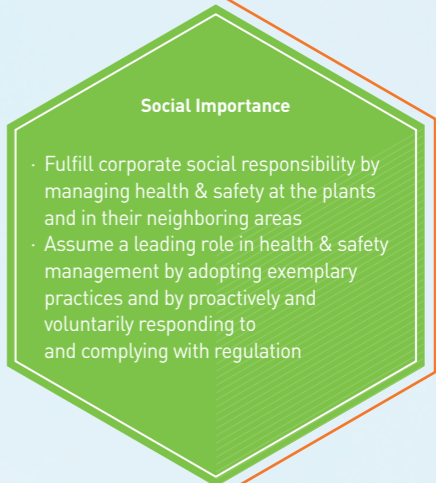 Social Importance
· Fulfill corporate social responsibility by
managing health & safety at the plants
and in their neighboring areas
· Assume a leading role in health & safety
management by adopting exemplary
practices and by proactively and
voluntarily responding to
and complying with regulation